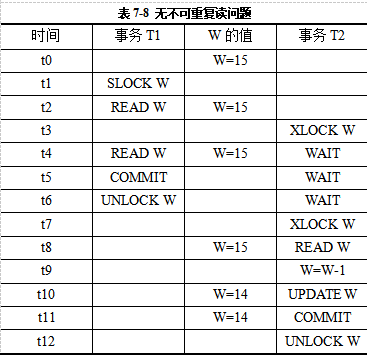 表 7-8 无不可重复读问题
时间 事务 T1 W 的值 事务 T2
t0 W=15
t1 SLOCK W
t2 READ W W=15
t3 XLOCK W
t4 READ W W=15 WAIT
t5 COMMIT WAIT
t6 UNLOCK W WAIT
t7 XLOCK W
t8 W=15 READ W
t9 W=W-1
t10 W=14 UPDATE W
t11 W=14 COMMIT
t12 UNLOCK W